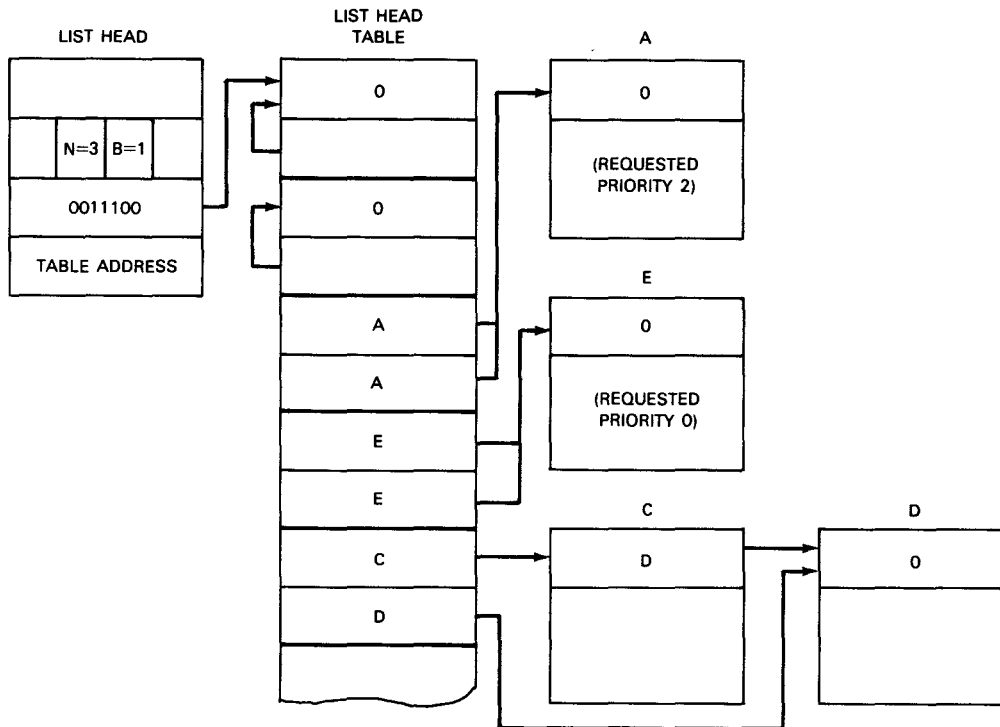 LIST HEAD
N=3 B=1
0011100
TABLE ADDRESS
LIST HEAD
TABLE
0
0
A
A
E
E
C
D
A
0
(REQUESTED
PRIORITY 2)
E
0
(REQUESTED
PRIORITY 0)
C
D
D
0